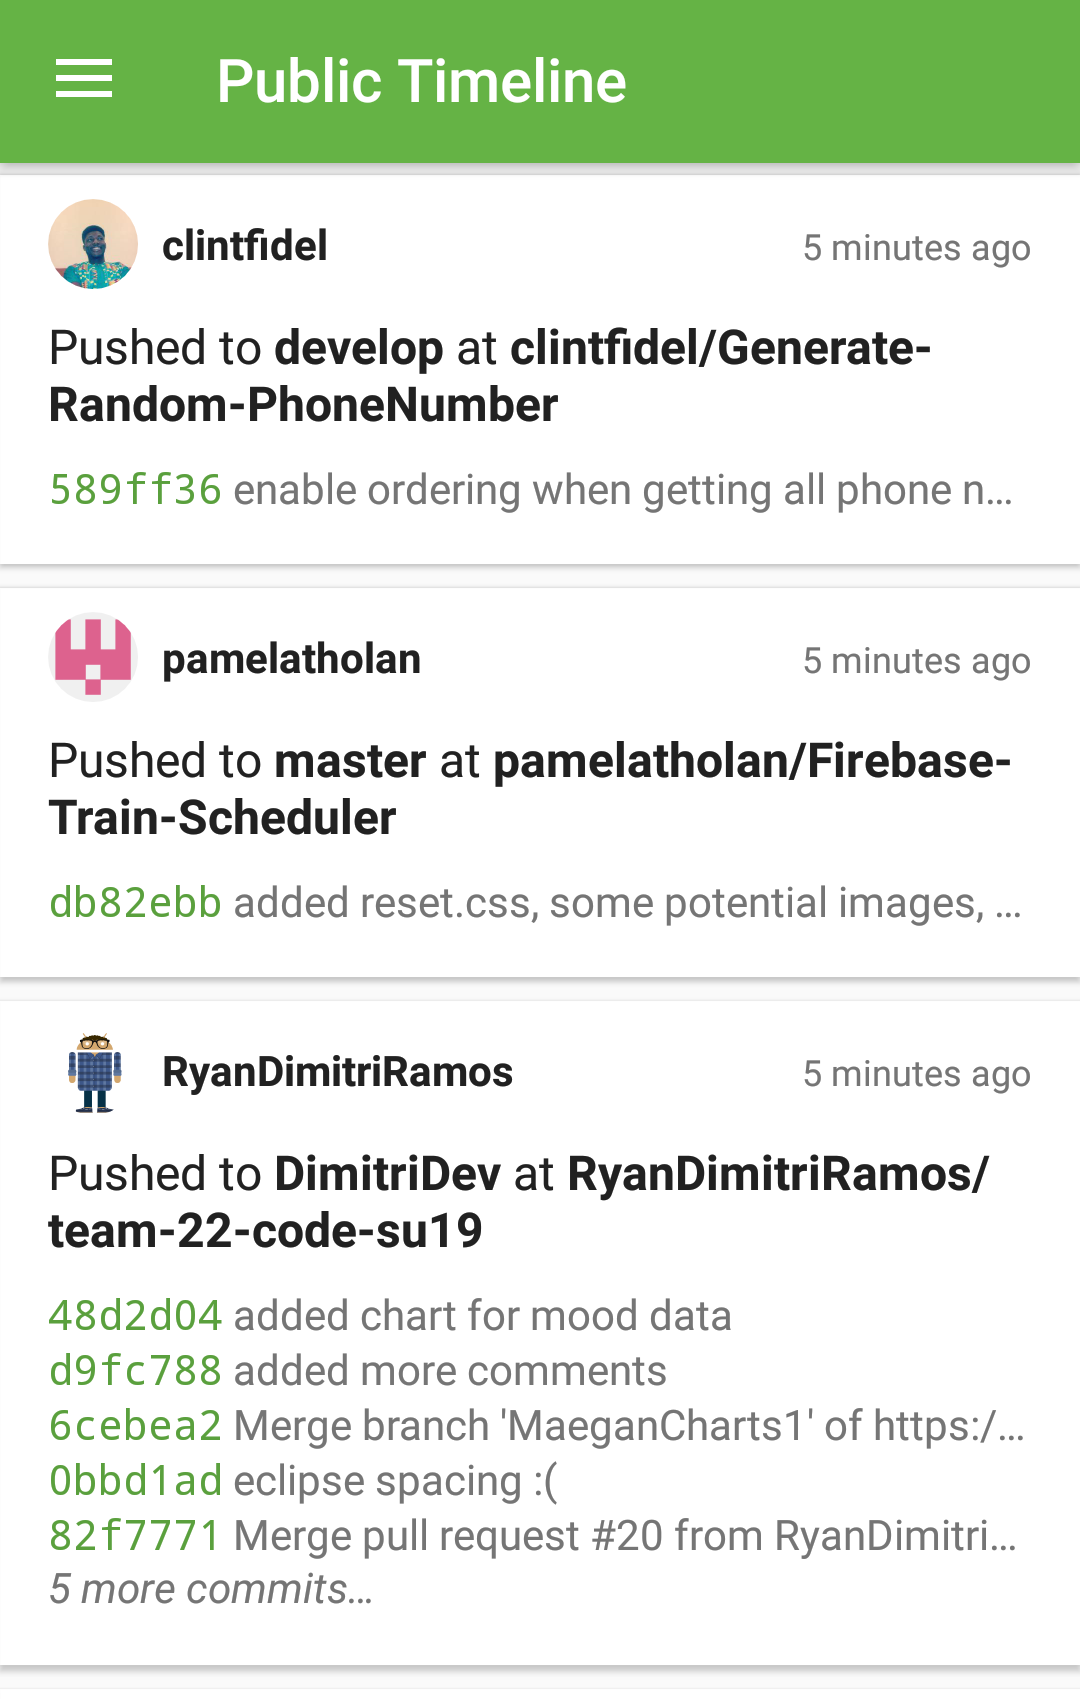 Public Timeline
clintfidel
5 minutes ago
Pushed to develop at clintfidel/Generate-
Random-PhoneNumber
589ff36 enable ordering when getting all phone n...
pamelatholan
5 minutes ago
Pushed to master at pamelatholan/Firebase-
Train-Scheduler
db82ebb added reset.css, some potential images, ...
RyanDimitriRamos
5 minutes ago
Pushed to DimitriDev at RyanDimitriRamos/
team-22-code-su19
48d2d04 added chart for mood data
d9fc788 added more comments
6cebea2 Merge branch 'MaeganCharts1' of https:/...
0bbd1ad eclipse spacing :(
82f7771 Merge pull request #20 from RyanDimitri...
5 more commits...